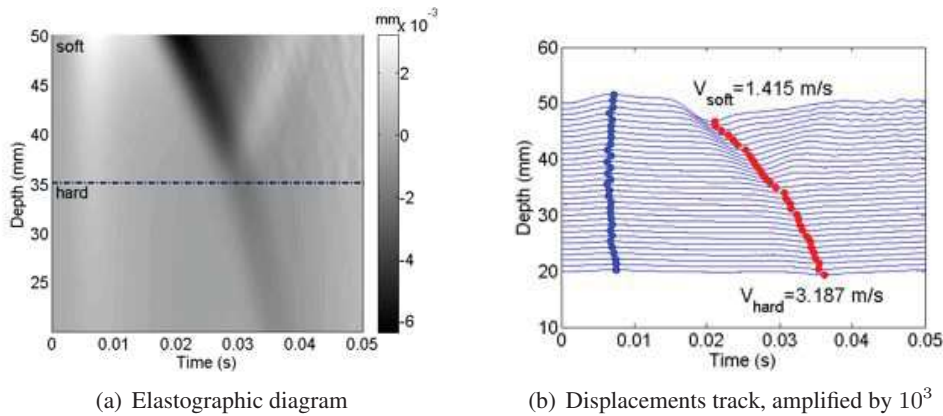 mm
x 10⁻³
50
45
40
35
30
25
soft
hard
Depth (mm)
0
0.01
0.02
0.03
0.04
0.05
Time (s)
2
0
-2
-4
-6
(a) Elastographic diagram
60
50
40
30
20
10
Depth (mm)
V_soft=1.415 m/s
V_hard=3.187 m/s
0
0.01
0.02
0.03
0.04
0.05
Time (s)
(b) Displacements track, amplified by 10³